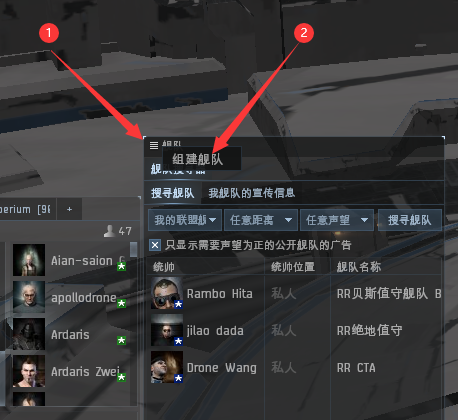 1
2
舰队
组建舰队
舰队搜寻器
搜寻舰队 我舰队的宣传信息
perium [96 +
我的联盟舰 任意距离 任意声望 搜寻舰队
47
只显示需要声望为正的公开舰队的广告
统帅 统帅位置 舰队名称
Aian-saion
Rambo Hita 私人 RR贝斯值守舰队 B
apollodrone
jilao dada 私人 RR绝地值守
Ardaris
Drone Wang 私人 RR CTA
Ardaris Zwei